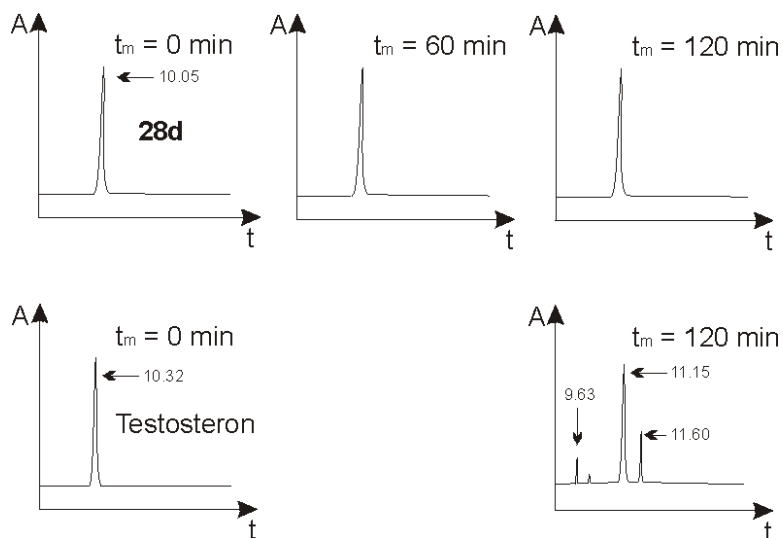 A
tm = 0 min
10.05
28d
t
A
tm = 60 min
t
A
tm = 120 min
t
A
tm = 0 min
10.32
Testosteron
t
A
tm = 120 min
9.63
11.15
11.60
t